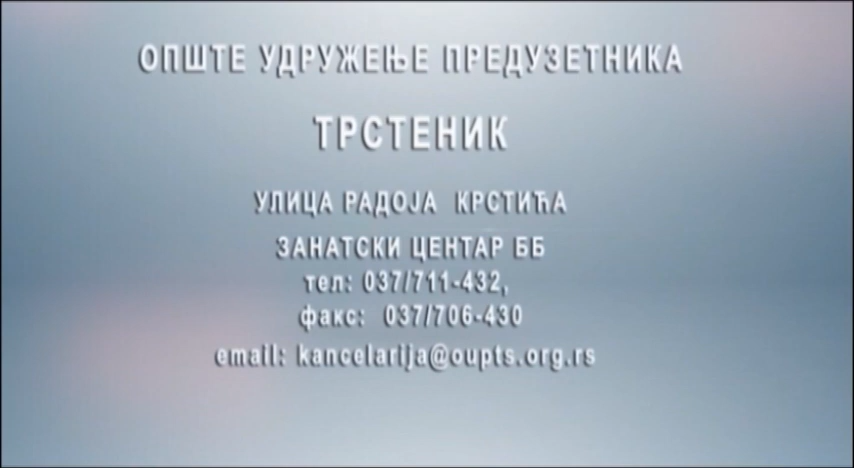 ОПШТЕ УДРУЖЕЊЕ ПРЕДУЗЕТНИКА
ТРСТЕНИК
УЛИЦА РАДОЈА КРСТИЋА
ЗАНАТСКИ ЦЕНТАР ББ
тел: 037/711-432,
факс: 037/706-430
email: kancelarija@oupts.org.rs